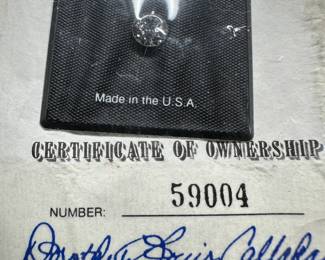 Made in the U.S.A.
CERTIFICATE OF OWNERSHIP
NUMBER: 59004